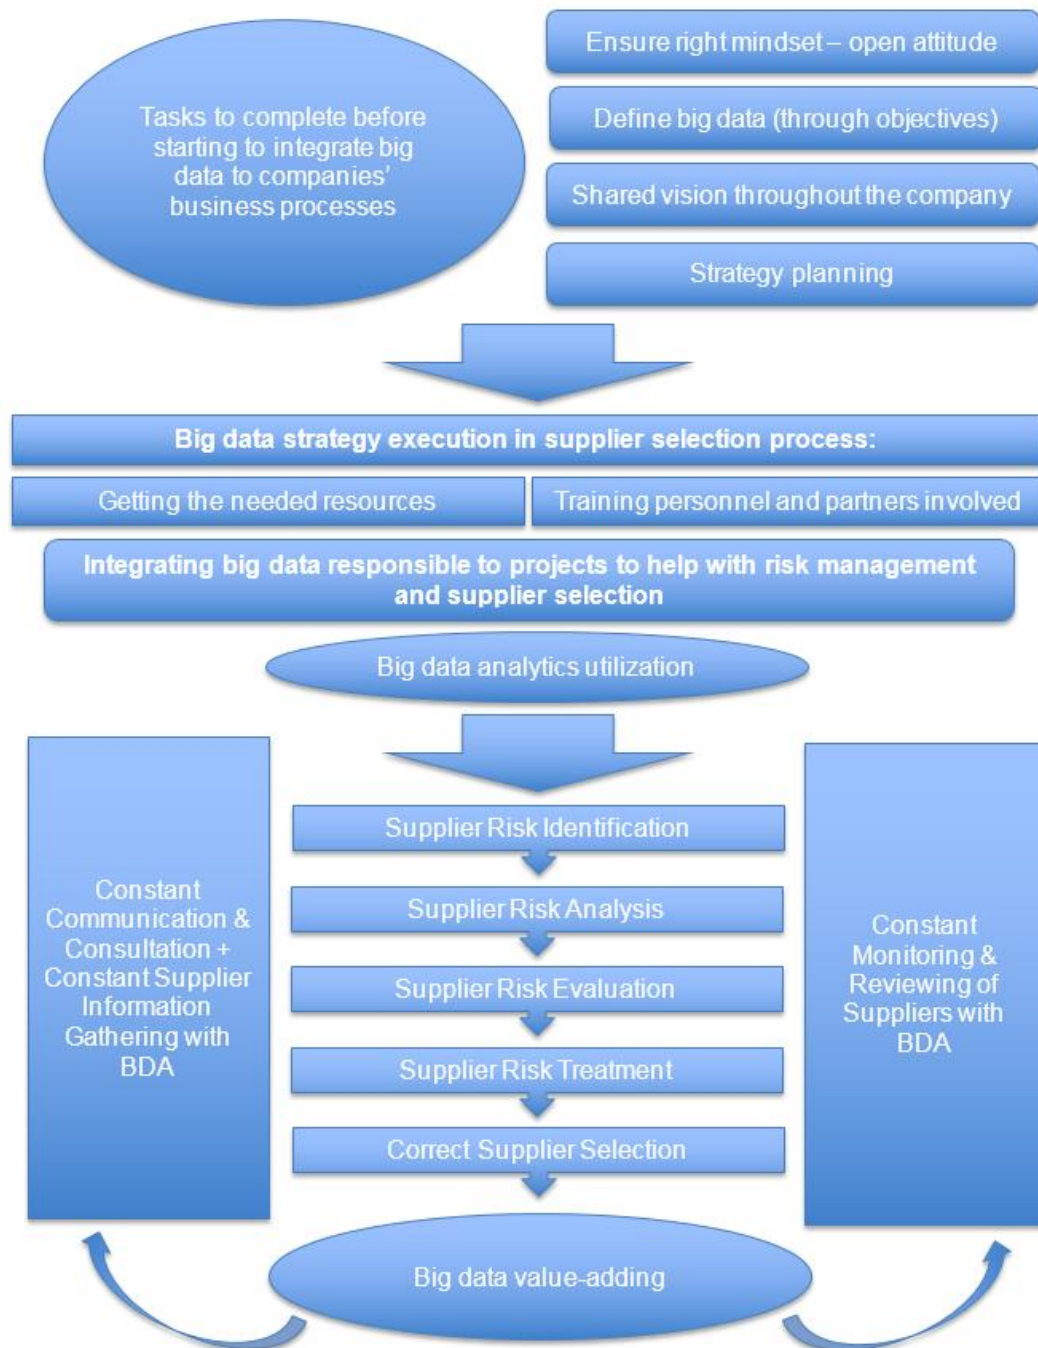 Tasks to complete before
starting to integrate big
data to companies’
business processes
Ensure right mindset – open attitude
Define big data (through objectives)
Shared vision throughout the company
Strategy planning
Big data strategy execution in supplier selection process:
Getting the needed resources
Training personnel and partners involved
Integrating big data responsible to projects to help with risk management
and supplier selection
Big data analytics utilization
Constant
Communication &
Consultation +
Constant Supplier
Information
Gathering with
BDA
Supplier Risk Identification
Supplier Risk Analysis
Supplier Risk Evaluation
Supplier Risk Treatment
Correct Supplier Selection
Constant
Monitoring &
Reviewing of
Suppliers with
BDA
Big data value-adding